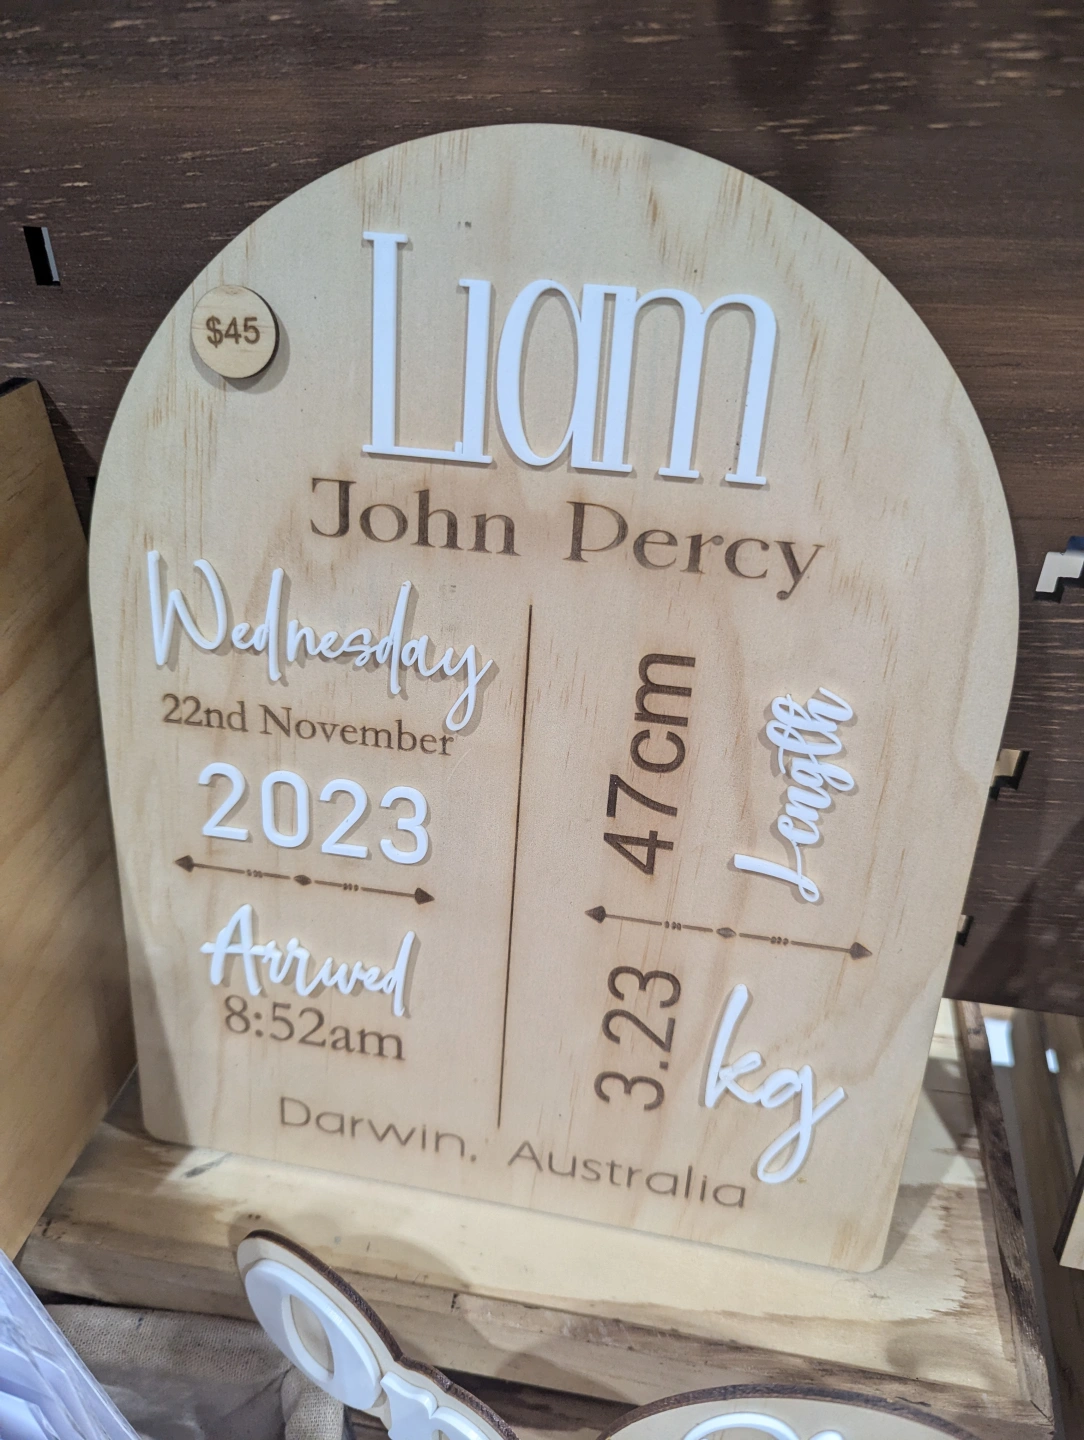 $45
Liam
John Percy
Wednesday
22nd November
2023
Arrived
8:52am
47cm
Length
3.23
kg
Darwin, Australia